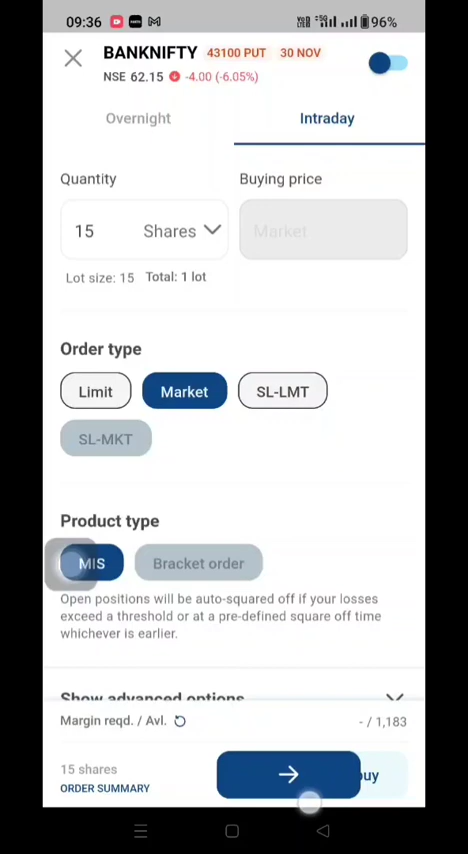 09:36 96%
BANKNIFTY 43100 PUT 30 NOV
NSE 62.15 -4.00 (-6.05%)
Overnight Intraday
Quantity Buying price
15 Shares Market
Lot size: 15 Total: 1 lot
Order type
Limit Market SL-LMT
SL-MKT
Product type
MIS Bracket order
Open positions will be auto-squared off if your losses
exceed a threshold or at a pre-defined square off time
whichever is earlier.
Show advanced options
Margin reqd. / Avl. - / 1,183
15 shares
ORDER SUMMARY